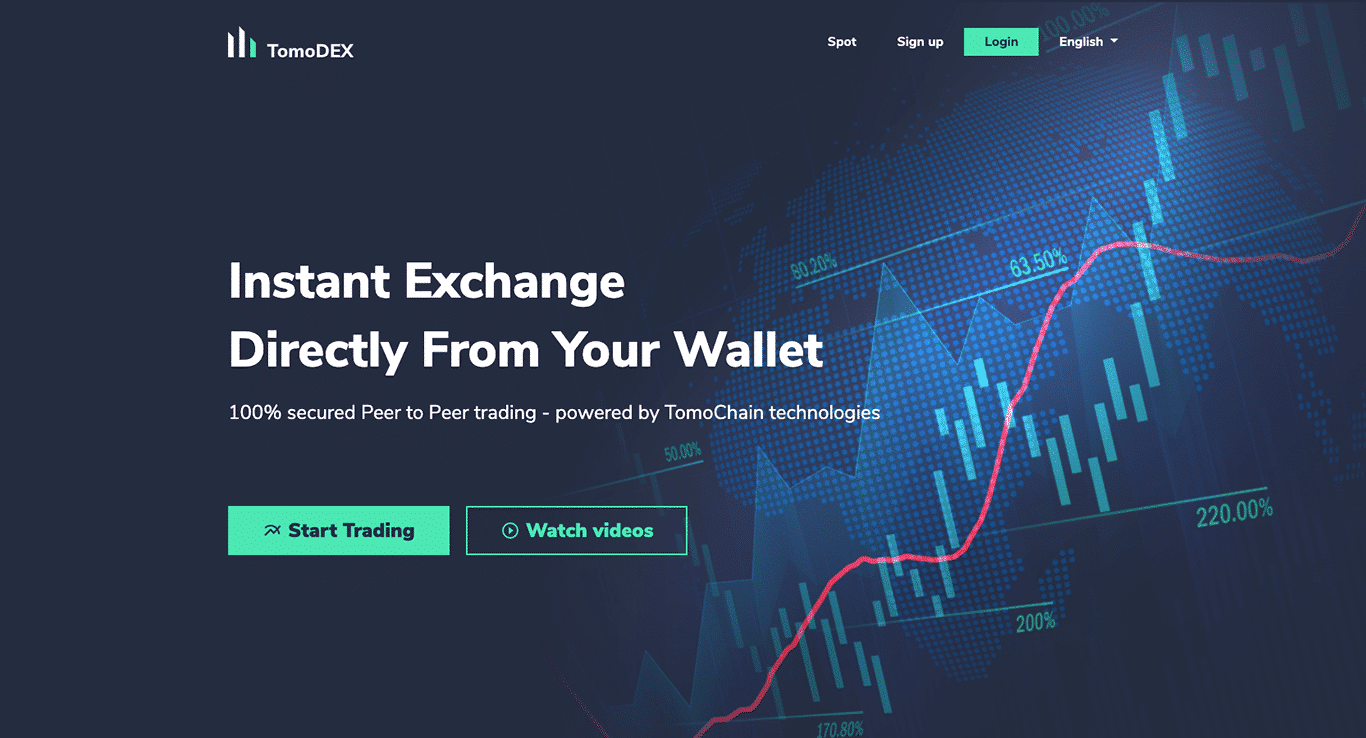 TomoDEX
Spot
Sign up
Login
English
100.00%
80.20%
63.50%
Instant Exchange
Directly From Your Wallet
100% secured Peer to Peer trading - powered by TomoChain technologies
50.00%
Start Trading
Watch videos
220.00%
200%
170.80%